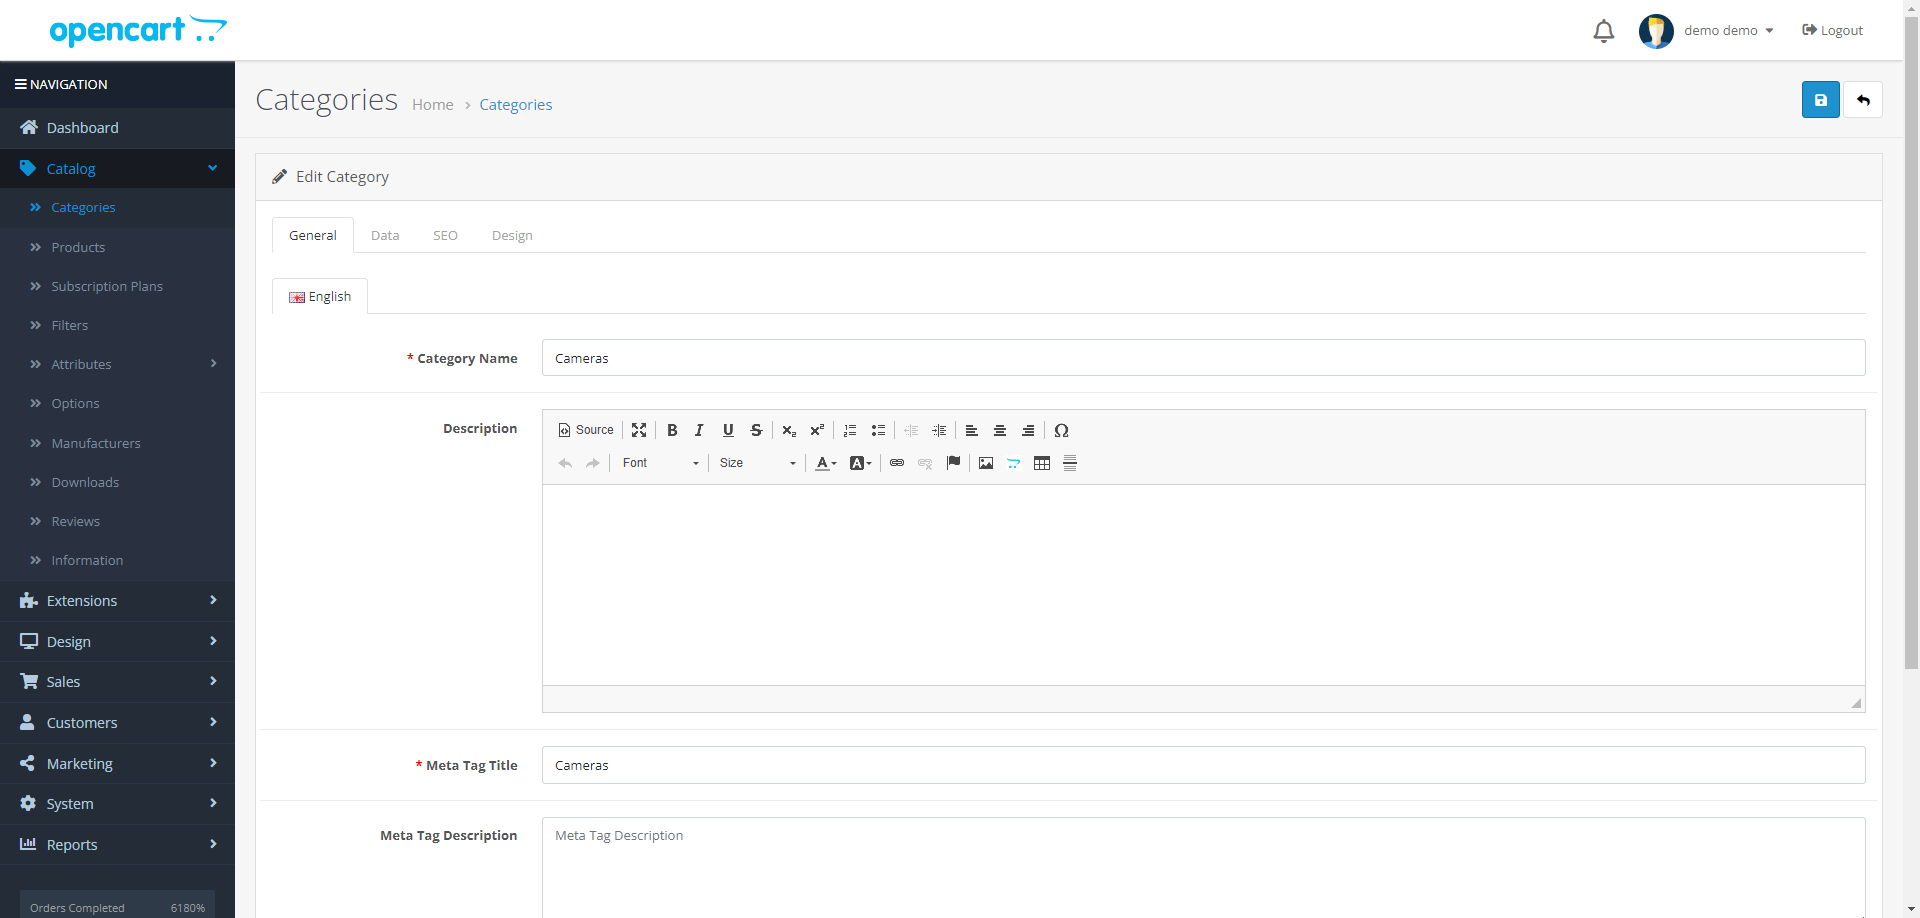 opencart
demo demo
Logout
NAVIGATION
Dashboard
Catalog
Categories
Products
Subscription Plans
Filters
Attributes
Options
Manufacturers
Downloads
Reviews
Information
Extensions
Design
Sales
Customers
Marketing
System
Reports
Orders Completed 6180%
Categories Home › Categories
Edit Category
General Data SEO Design
English
* Category Name Cameras
Description
Source
Font Size
* Meta Tag Title Cameras
Meta Tag Description Meta Tag Description